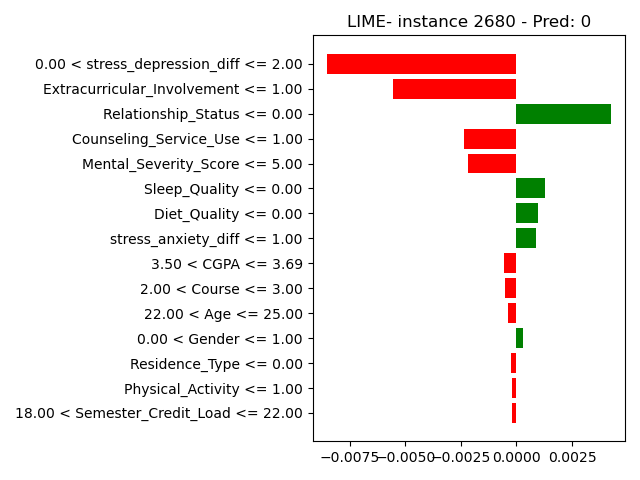 LIME- instance 2680 - Pred: 0
0.00 < stress_depression_diff <= 2.00
Extracurricular_Involvement <= 1.00
Relationship_Status <= 0.00
Counseling_Service_Use <= 1.00
Mental_Severity_Score <= 5.00
Sleep_Quality <= 0.00
Diet_Quality <= 0.00
stress_anxiety_diff <= 1.00
3.50 < CGPA <= 3.69
2.00 < Course <= 3.00
22.00 < Age <= 25.00
0.00 < Gender <= 1.00
Residence_Type <= 0.00
Physical_Activity <= 1.00
18.00 < Semester_Credit_Load <= 22.00
−0.0075 −0.0050 −0.0025 0.0000 0.0025